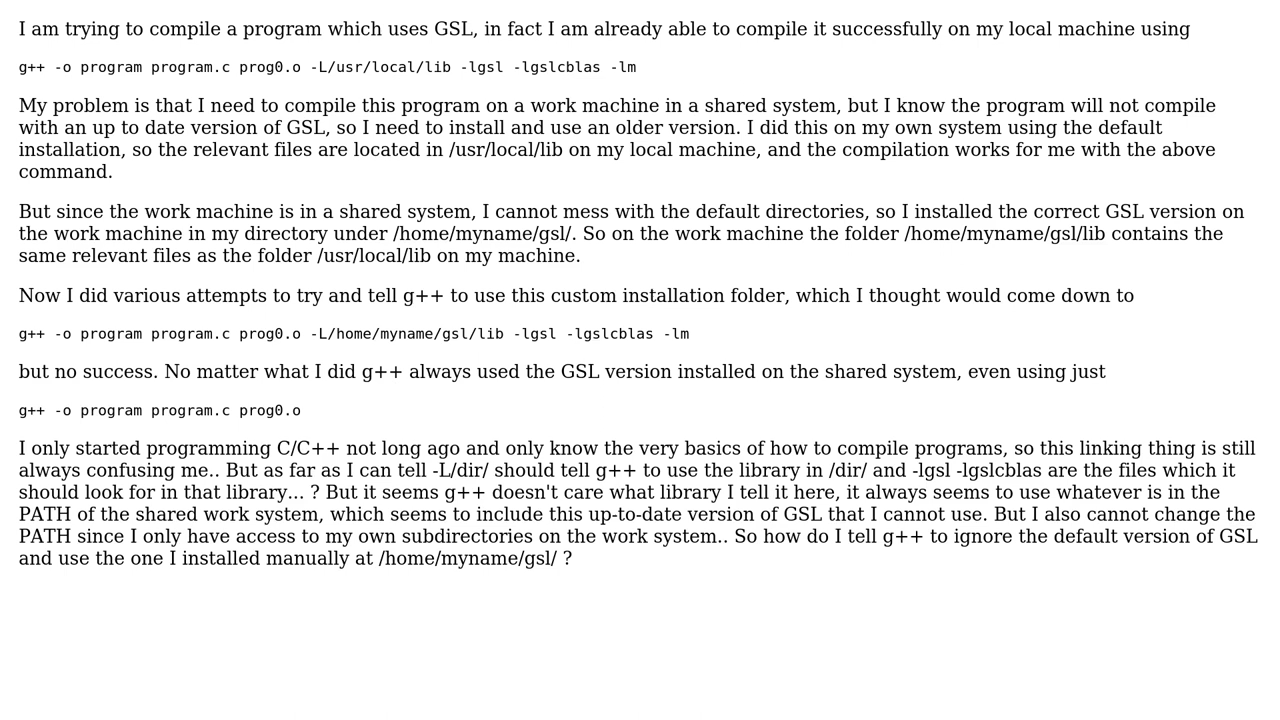 I am trying to compile a program which uses GSL, in fact I am already able to compile it successfully on my local machine using
g++ -o program program.c prog0.o -L/usr/local/lib -lgsl -lgslcblas -lm
My problem is that I need to compile this program on a work machine in a shared system, but I know the program will not compile
with an up to date version of GSL, so I need to install and use an older version. I did this on my own system using the default
installation, so the relevant files are located in /usr/local/lib on my local machine, and the compilation works for me with the above
command.
But since the work machine is in a shared system, I cannot mess with the default directories, so I installed the correct GSL version on
the work machine in my directory under /home/myname/gsl/. So on the work machine the folder /home/myname/gsl/lib contains the
same relevant files as the folder /usr/local/lib on my machine.
Now I did various attempts to try and tell g++ to use this custom installation folder, which I thought would come down to
g++ -o program program.c prog0.o -L/home/myname/gsl/lib -lgsl -lgslcblas -lm
but no success. No matter what I did g++ always used the GSL version installed on the shared system, even using just
g++ -o program program.c prog0.o
I only started programming C/C++ not long ago and only know the very basics of how to compile programs, so this linking thing is still
always confusing me.. But as far as I can tell -L/dir/ should tell g++ to use the library in /dir/ and -lgsl -lgslcblas are the files which it
should look for in that library... ? But it seems g++ doesn't care what library I tell it here, it always seems to use whatever is in the
PATH of the shared work system, which seems to include this up-to-date version of GSL that I cannot use. But I also cannot change the
PATH since I only have access to my own subdirectories on the work system.. So how do I tell g++ to ignore the default version of GSL
and use the one I installed manually at /home/myname/gsl/ ?